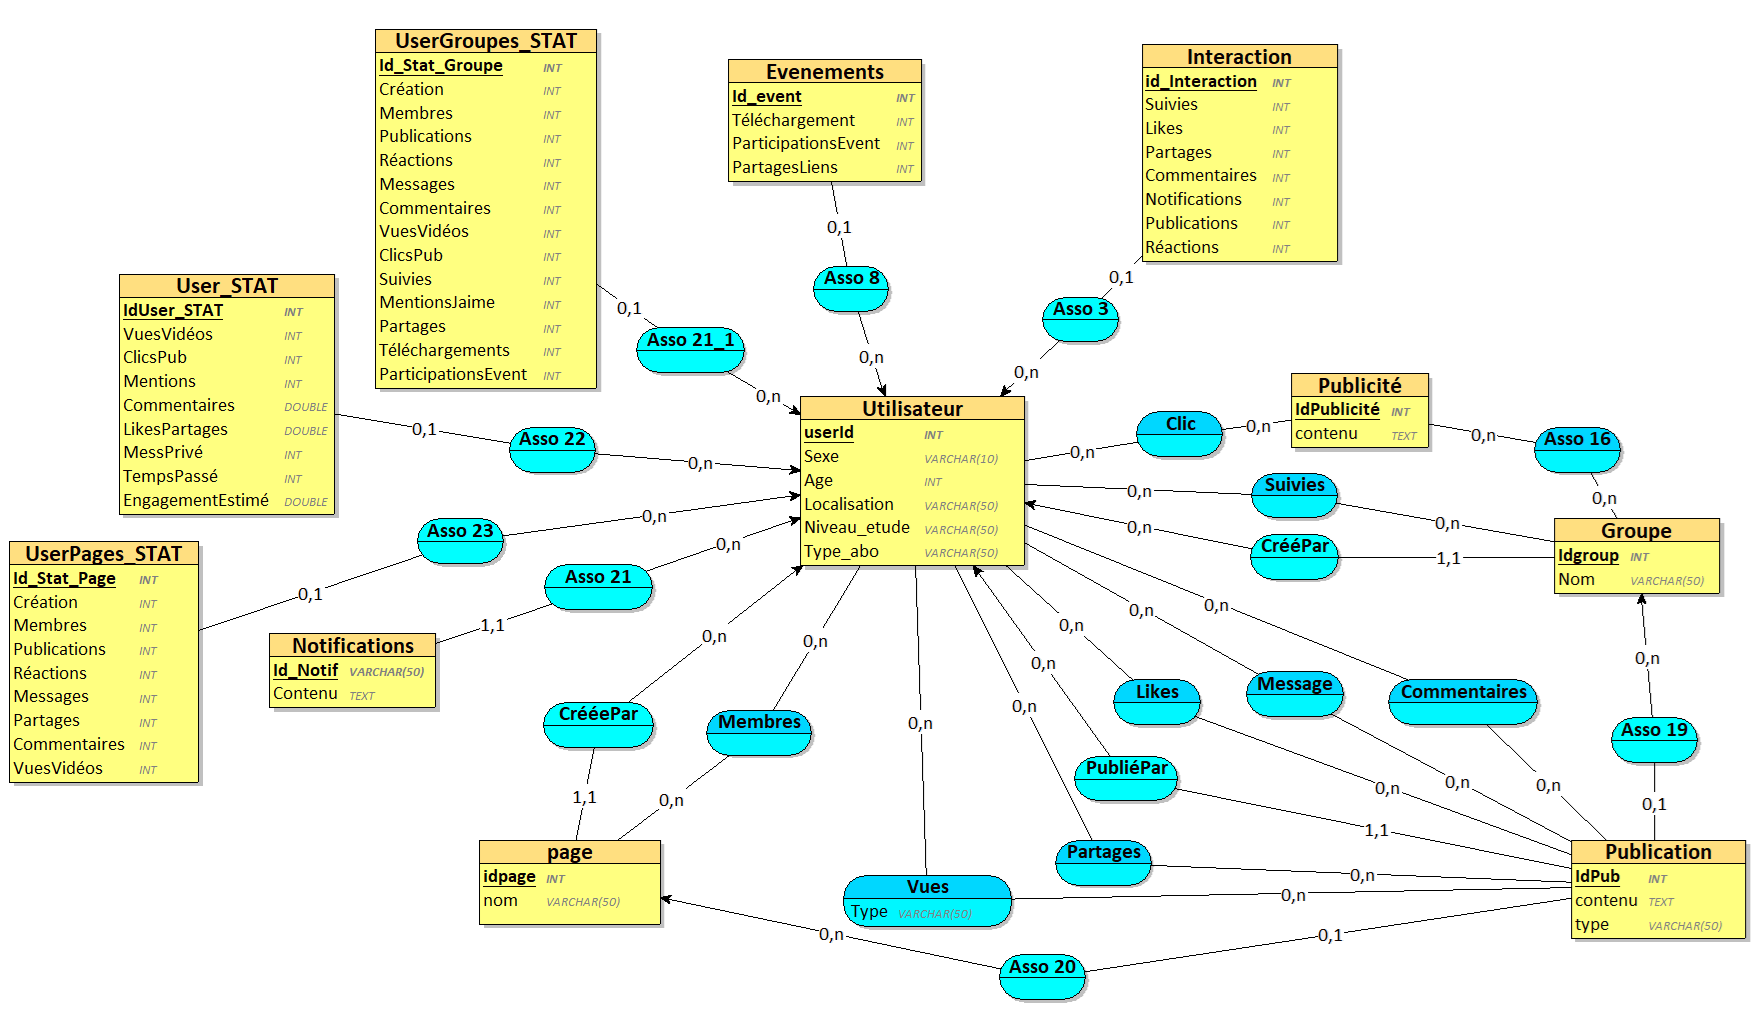 UserGroupes_STAT
Id_Stat_Groupe INT
Création INT
Membres INT
Publications INT
Réactions INT
Messages INT
Commentaires INT
VuesVidéos INT
ClicsPub INT
Suivies INT
MentionsJaime INT
Partages INT
Téléchargements INT
ParticipationsEvent INT
Evenements
Id_event INT
Téléchargement INT
ParticipationsEvent INT
PartagesLiens INT
Interaction
id_Interaction INT
Suivies INT
Likes INT
Partages INT
Commentaires INT
Notifications INT
Publications INT
Réactions INT
0,1
Asso 21_1
0,n
0,1
Asso 8
0,n
0,1
Asso 3
0,n
User_STAT
IdUser_STAT INT
VuesVidéos INT
ClicsPub INT
Mentions INT
Commentaires DOUBLE
LikesPartages DOUBLE
MessPrivé INT
TempsPassé INT
EngagementEstimé DOUBLE
0,1
Asso 22
0,n
Utilisateur
userId INT
Sexe VARCHAR(10)
Age INT
Localisation VARCHAR(50)
Niveau_etude VARCHAR(50)
Type_abo VARCHAR(50)
Publicité
IdPublicité INT
contenu TEXT
0,n
Clic
0,n
0,n
Asso 16
0,n
0,n
Suivies
0,n
0,n
CrééPar
1,1
Groupe
Idgroup INT
Nom VARCHAR(50)
UserPages_STAT
Id_Stat_Page INT
Création INT
Membres INT
Publications INT
Réactions INT
Messages INT
Partages INT
Commentaires INT
VuesVidéos INT
0,1
Asso 23
0,n
Notifications
Id_Notif VARCHAR(50)
Contenu TEXT
1,1
Asso 21
0,n
0,n
CrééePar
1,1
0,n
Membres
0,n
page
idpage INT
nom VARCHAR(50)
0,n
Vues
Type VARCHAR(50)
0,n
0,n
Partages
0,n
0,n
PubliéPar
1,1
0,n
Likes
0,n
0,n
Message
0,n
0,n
Commentaires
0,n
0,n
Asso 19
0,1
Publication
IdPub INT
contenu TEXT
type VARCHAR(50)
0,n
Asso 20
0,1